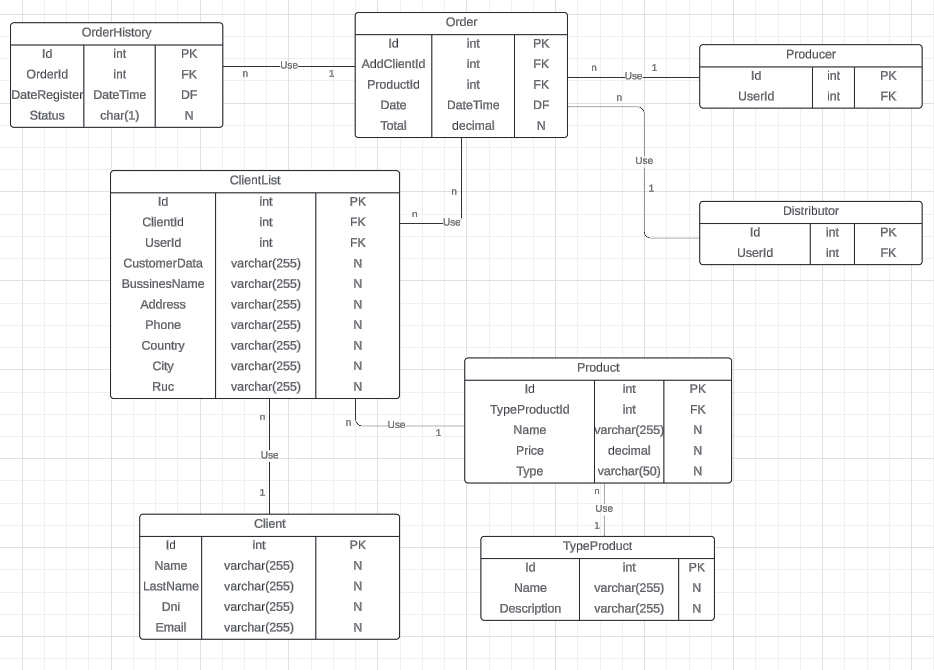 OrderHistory
Id int PK
OrderId int FK
DateRegister DateTime DF
Status char(1) N
n Use 1
Order
Id int PK
AddClientId int FK
ProductId int FK
Date DateTime DF
Total decimal N
n Use 1
Producer
Id int PK
UserId int FK
n
Use
1
Distributor
Id int PK
UserId int FK
ClientList
Id int PK
ClientId int FK
UserId int FK
CustomerData varchar(255) N
BussinesName varchar(255) N
Address varchar(255) N
Phone varchar(255) N
Country varchar(255) N
City varchar(255) N
Ruc varchar(255) N
n
n Use
n Use 1
Product
Id int PK
TypeProductId int FK
Name varchar(255) N
Price decimal N
Type varchar(50) N
n
Use
1
Client
Id int PK
Name varchar(255) N
LastName varchar(255) N
Dni varchar(255) N
Email varchar(255) N
n
Use
1
TypeProduct
Id int PK
Name varchar(255) N
Description varchar(255) N